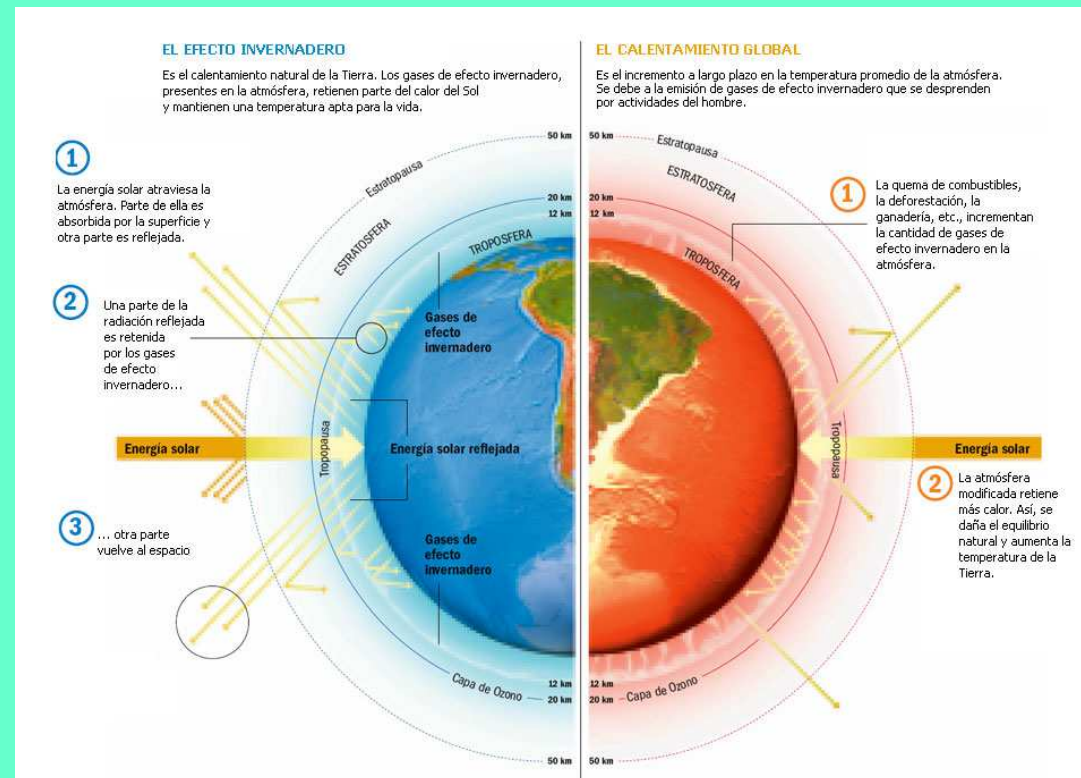 EL EFECTO INVERNADERO
Es el calentamiento natural de la Tierra. Los gases de efecto invernadero,
presentes en la atmósfera, retienen parte del calor del Sol
y mantienen una temperatura apta para la vida.
50 km
Estratopausa
1
La energía solar atraviesa la
atmósfera. Parte de ella es
absorbida por la superficie y
otra parte es reflejada.
20 km
12 km
ESTRATOSFERA
TROPOSFERA
2
Una parte de la
radiación reflejada
es retenida
por los gases
de efecto
invernadero...
Gases de
efecto
invernadero
Energía solar
Tropopausa
Energía solar reflejada
3
... otra parte
vuelve al espacio
Gases de
efecto
invernadero
Capa de Ozono
12 km
20 km
50 km
EL CALENTAMIENTO GLOBAL
Es el incremento a largo plazo en la temperatura promedio de la atmósfera.
Se debe a la emisión de gases de efecto invernadero que se desprenden
por actividades del hombre.
50 km
Estratopausa
ESTRATOSFERA
20 km
12 km
TROPOSFERA
1
La quema de combustibles,
la deforestación, la
ganadería, etc., incrementan
la cantidad de gases de
efecto invernadero en la
atmósfera.
Tropopausa
Energía solar
2
La atmósfera
modificada retiene
más calor. Así, se
daña el equilibrio
natural y aumenta la
temperatura de la
Tierra.
12 km
20 km
Capa de Ozono
50 km